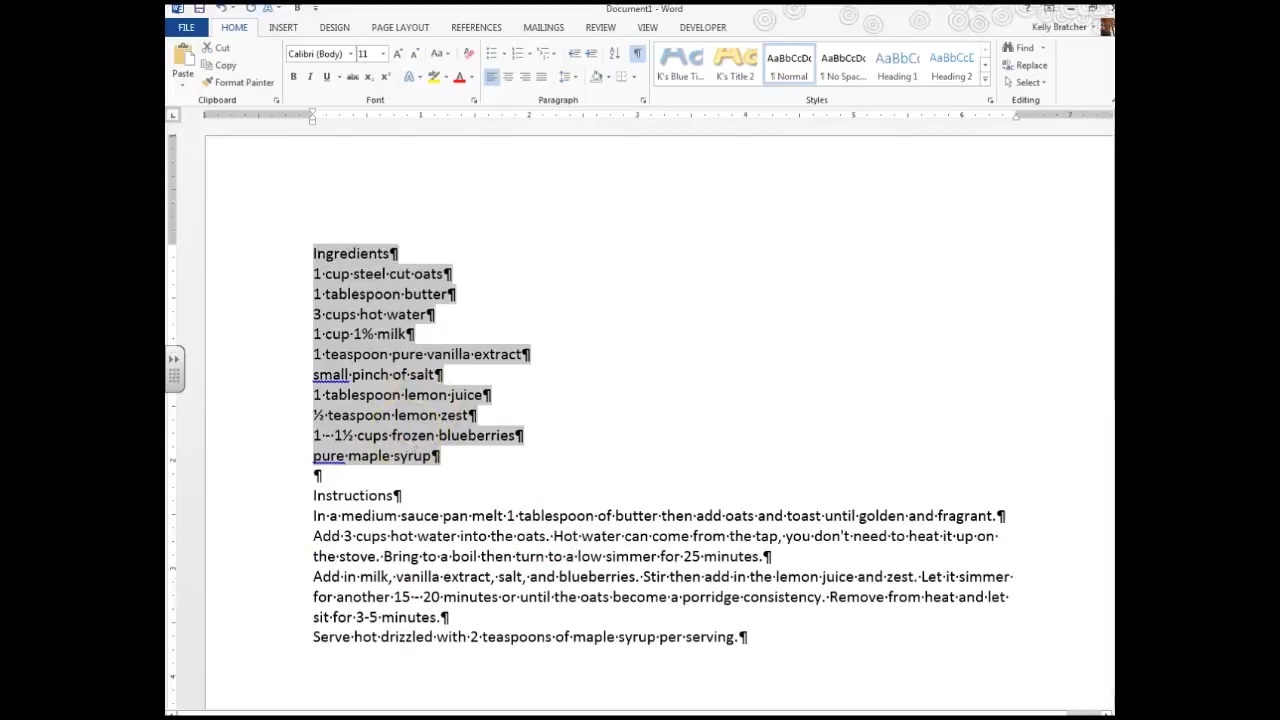 Document1 - Word
FILE HOME INSERT DESIGN PAGE LAYOUT REFERENCES MAILINGS REVIEW VIEW DEVELOPER Kelly Bratcher
Paste
Cut
Copy
Format Painter
Clipboard
Calibri (Body) 11
Font
Paragraph
AaBbCcDc AaBbCcDc AaBbCc AaBbCcDc
K's Blue Ti... K's Title 2 ¶ Normal ¶ No Spac... Heading 1 Heading 2
Styles
Find
Replace
Select
Editing
1 1 2 3 4 5 6 7
Ingredients¶
1·cup·steel·cut·oats¶
1·tablespoon·butter¶
3·cups·hot·water¶
1·cup·1%·milk¶
1·teaspoon·pure·vanilla·extract¶
small·pinch·of·salt¶
1·tablespoon·lemon·juice¶
½·teaspoon·lemon·zest¶
1·-·1½·cups·frozen·blueberries¶
pure·maple·syrup¶
¶
Instructions¶
In·a·medium·sauce·pan·melt·1·tablespoon·of·butter·then·add·oats·and·toast·until·golden·and·fragrant.¶
Add·3·cups·hot·water·into·the·oats.·Hot·water·can·come·from·the·tap,·you·don't·need·to·heat·it·up·on·
the·stove.·Bring·to·a·boil·then·turn·to·a·low·simmer·for·25·minutes.¶
Add·in·milk,·vanilla·extract,·salt,·and·blueberries.·Stir·then·add·in·the·lemon·juice·and·zest.·Let·it·simmer·
for·another·15·-·20·minutes·or·until·the·oats·become·a·porridge·consistency.·Remove·from·heat·and·let·
sit·for·3-5·minutes.¶
Serve·hot·drizzled·with·2·teaspoons·of·maple·syrup·per·serving.¶